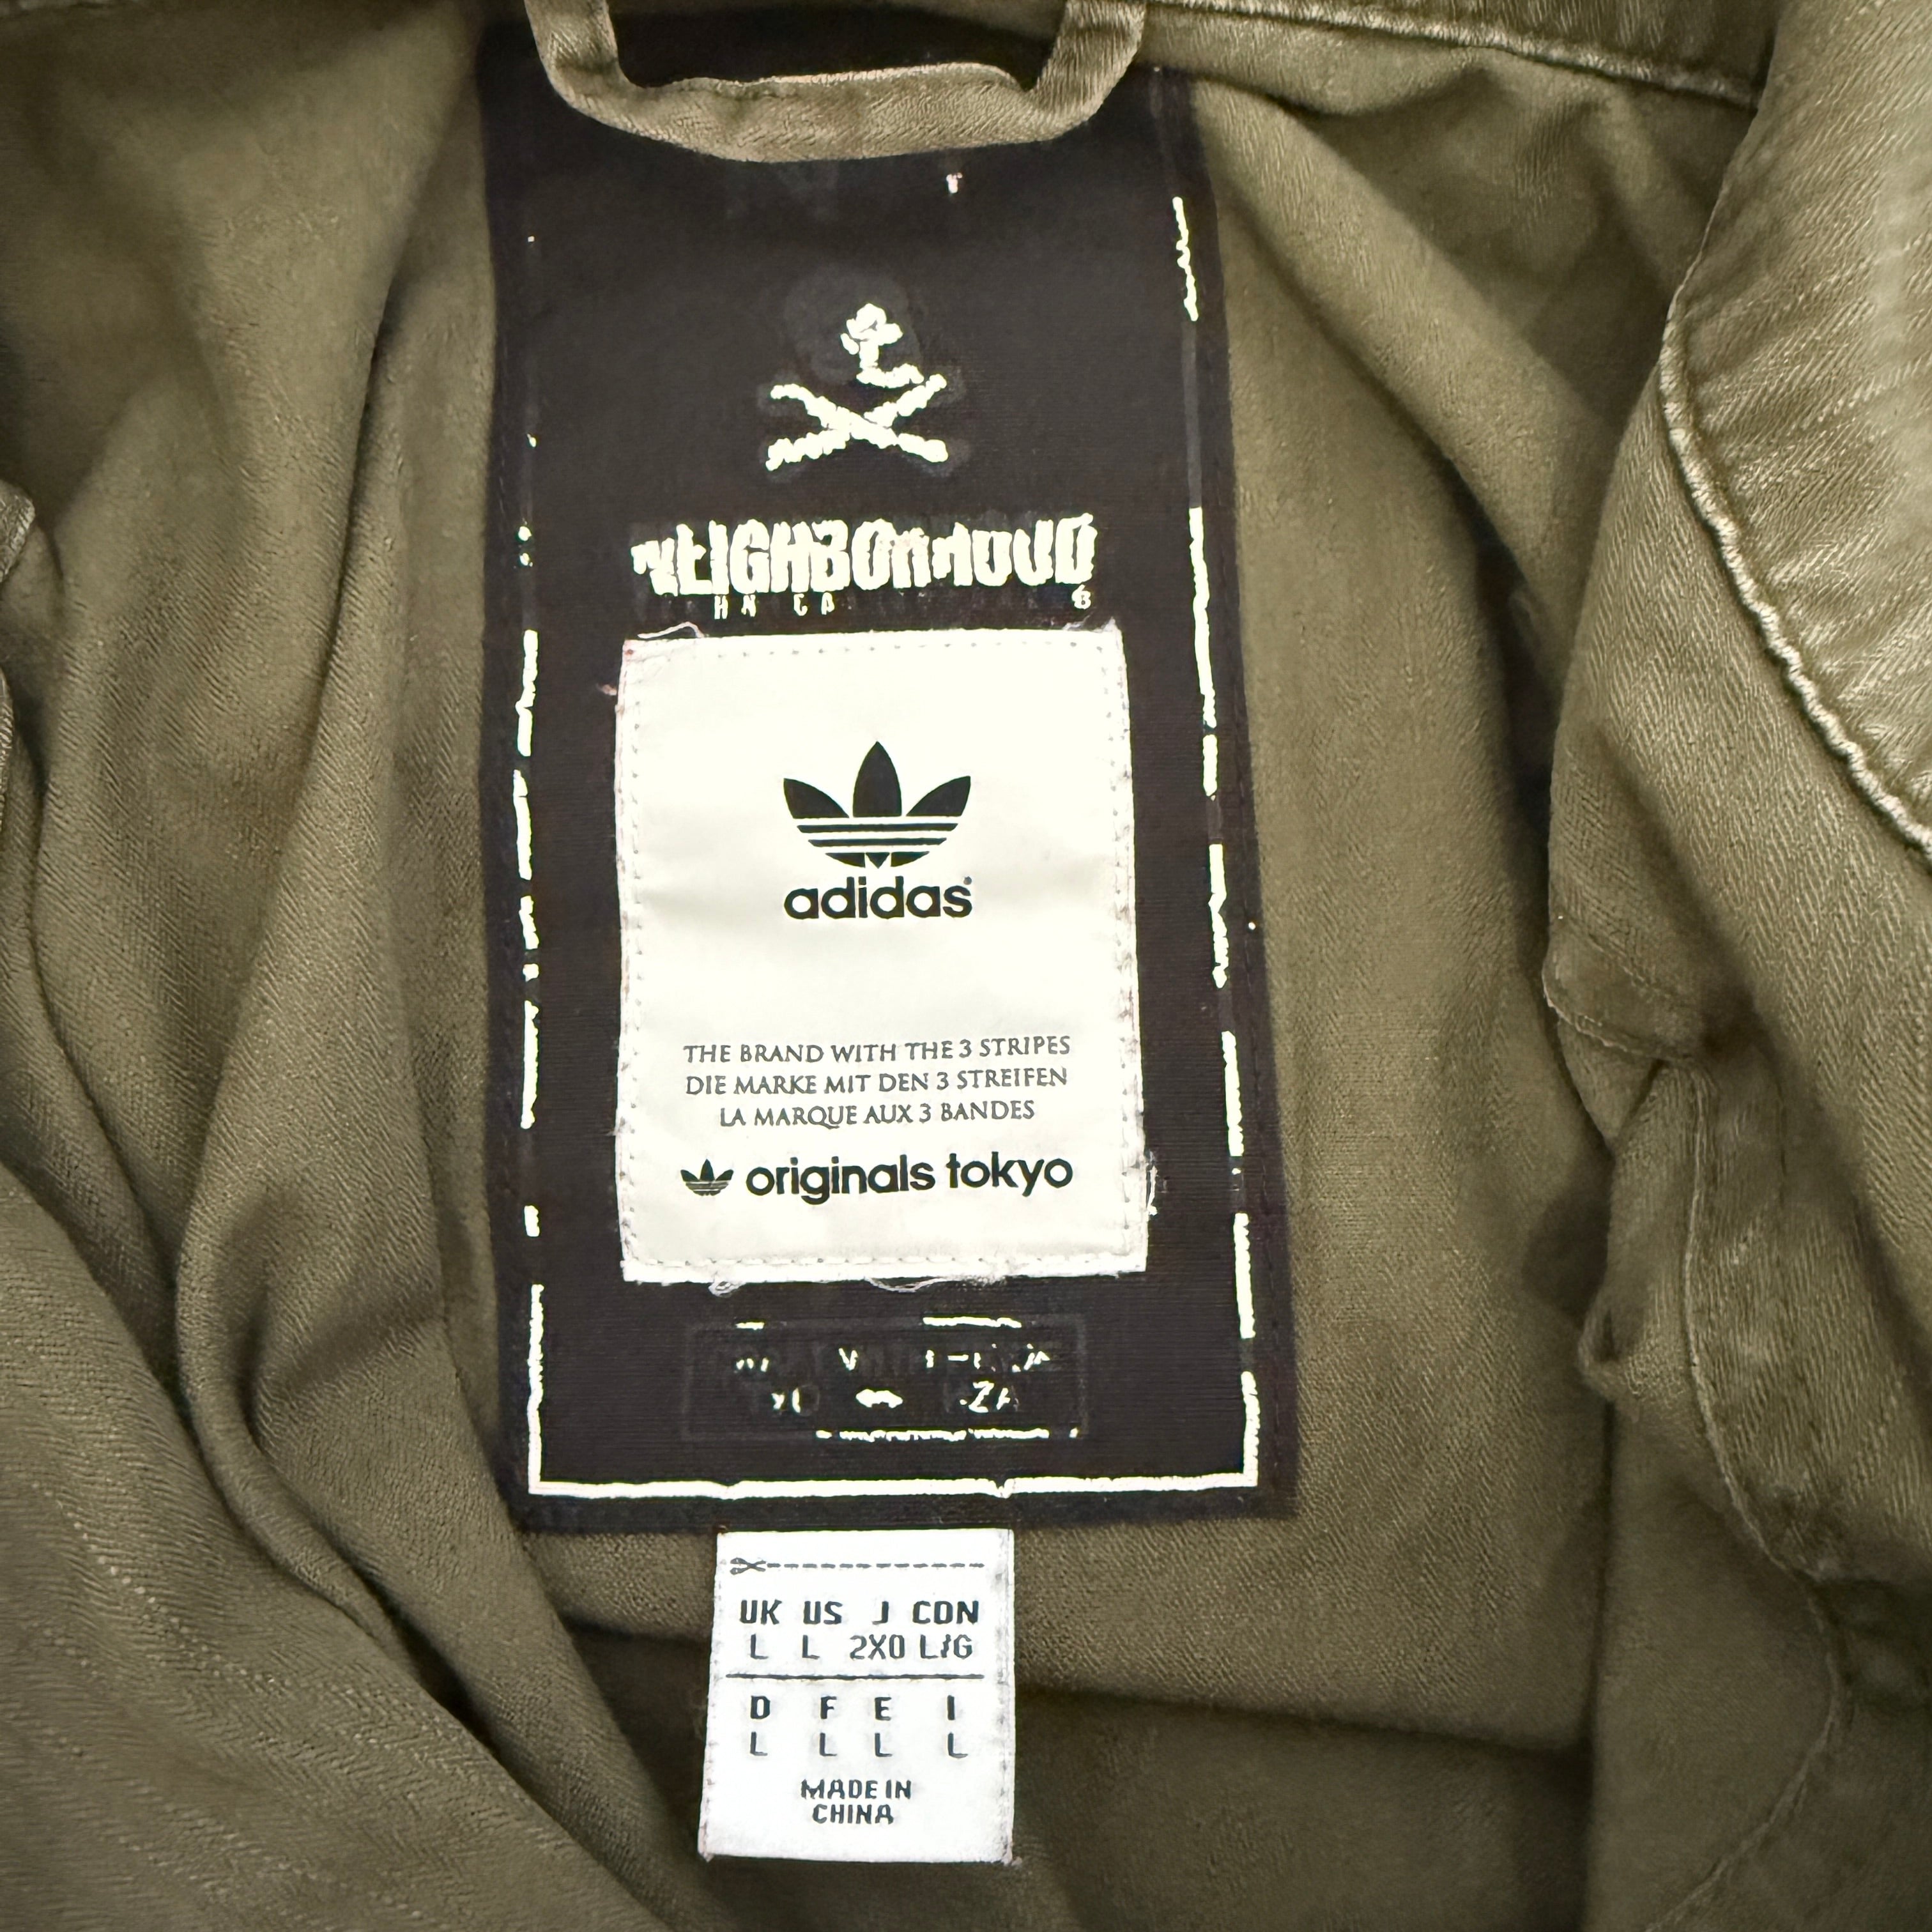 NEIGHBORHOOD
adidas
THE BRAND WITH THE 3 STRIPES
DIE MARKE MIT DEN 3 STREIFEN
LA MARQUE AUX 3 BANDES
originals tokyo
UK US J CDN
L L 2XO L/G
D F E I
L L L L
MADE IN
CHINA